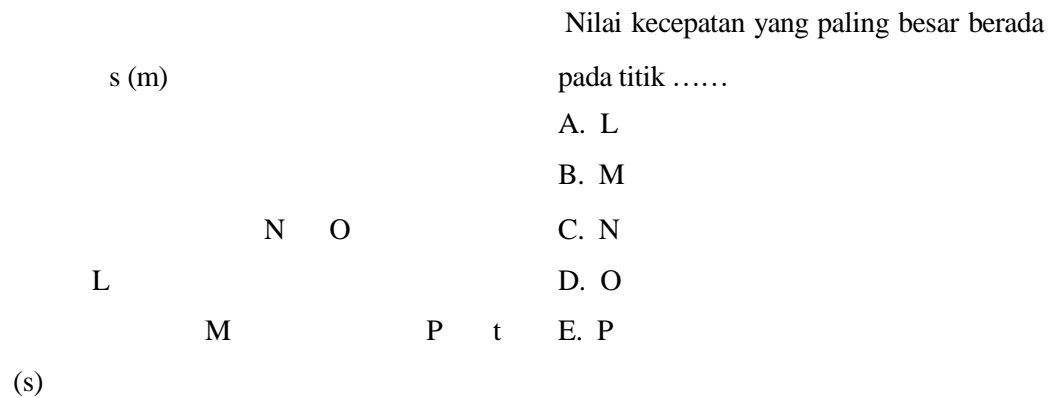 Nilai kecepatan yang paling besar berada
s (m) pada titik ……
A. L
B. M
N O C. N
L D. O
M P t E. P
(s)